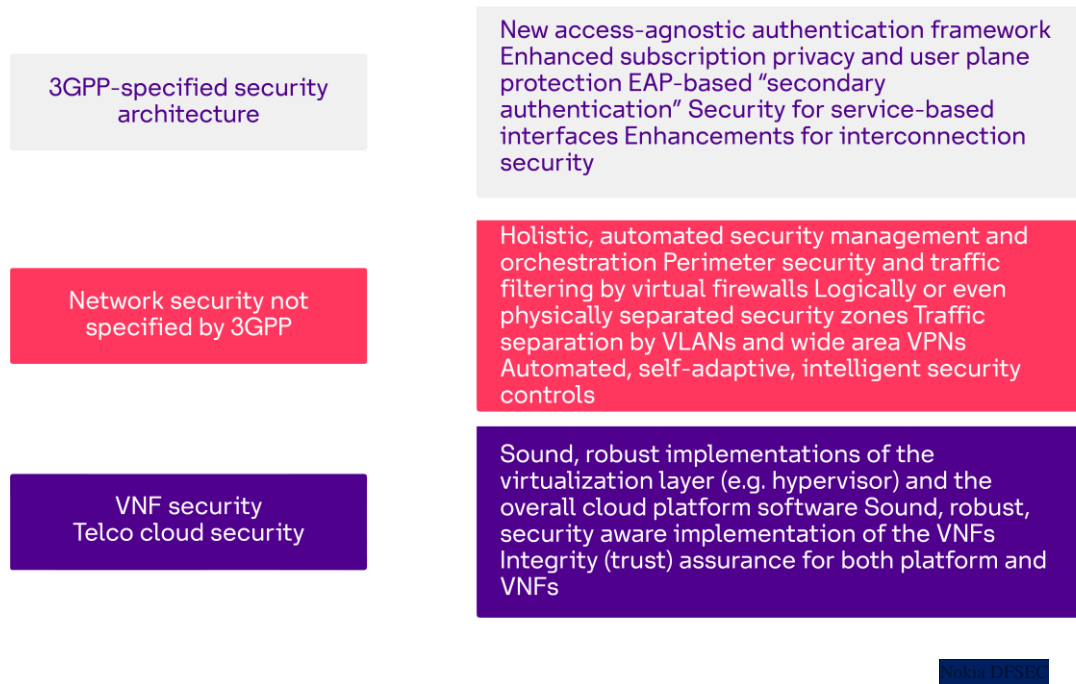 3GPP-specified security
architecture
New access-agnostic authentication framework
Enhanced subscription privacy and user plane
protection EAP-based “secondary
authentication” Security for service-based
interfaces Enhancements for interconnection
security
Network security not
specified by 3GPP
Holistic, automated security management and
orchestration Perimeter security and traffic
filtering by virtual firewalls Logically or even
physically separated security zones Traffic
separation by VLANs and wide area VPNs
Automated, self-adaptive, intelligent security
controls
VNF security
Telco cloud security
Sound, robust implementations of the
virtualization layer (e.g. hypervisor) and the
overall cloud platform software Sound, robust,
security aware implementation of the VNFs
Integrity (trust) assurance for both platform and
VNFs
Nokia DFSEC